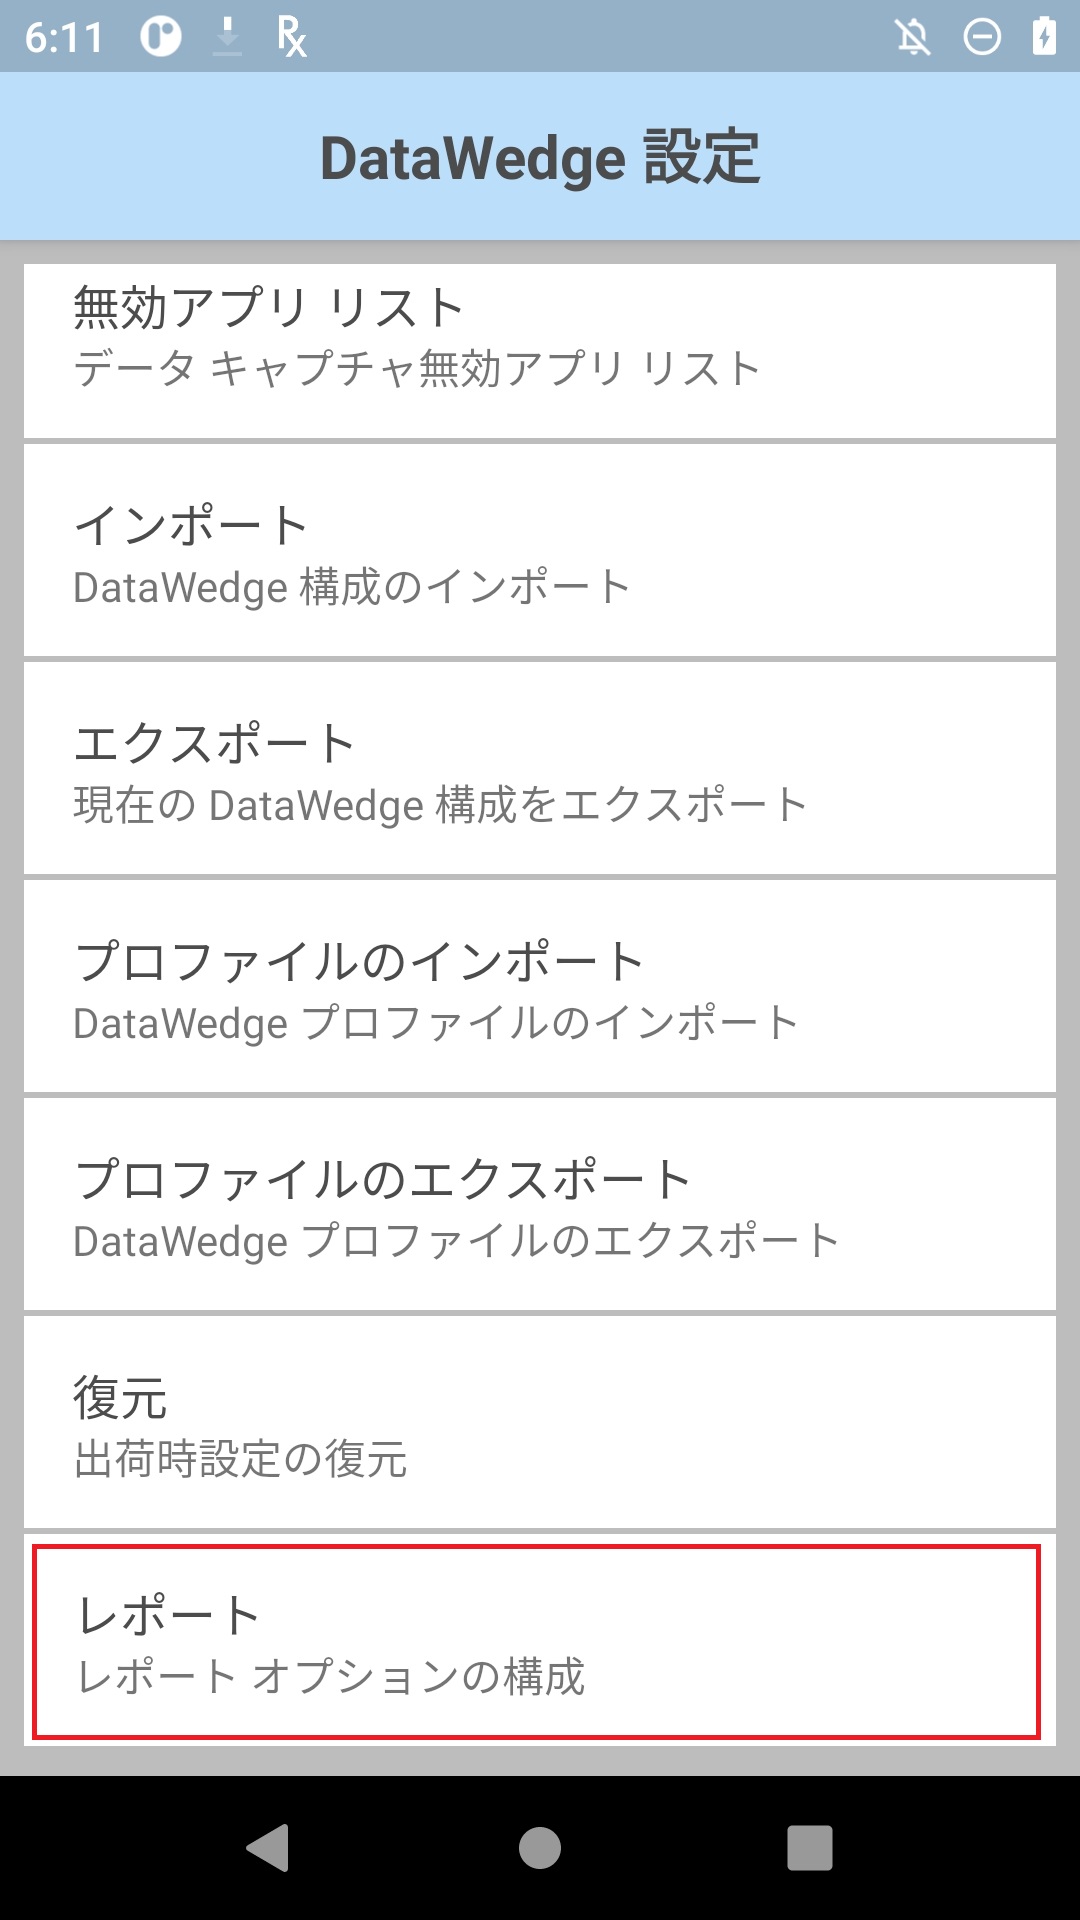 6:11
DataWedge 設定
無効アプリ リスト
データ キャプチャ無効アプリ リスト
インポート
DataWedge 構成のインポート
エクスポート
現在の DataWedge 構成をエクスポート
プロファイルのインポート
DataWedge プロファイルのインポート
プロファイルのエクスポート
DataWedge プロファイルのエクスポート
復元
出荷時設定の復元
レポート
レポート オプションの構成